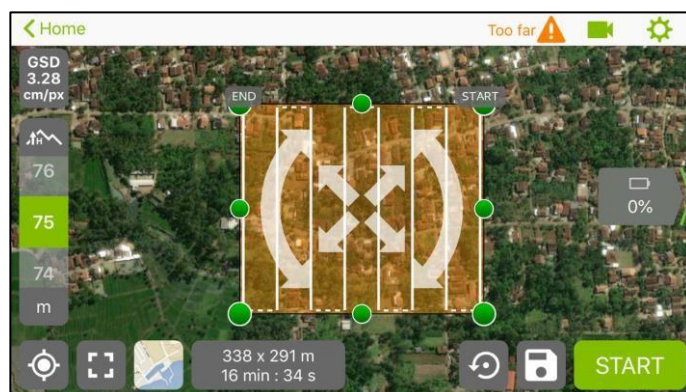 Home
Too far
GSD
3.28
cm/px
END
START
H
76
75
74
m
0%
338 x 291 m
16 min : 34 s
START